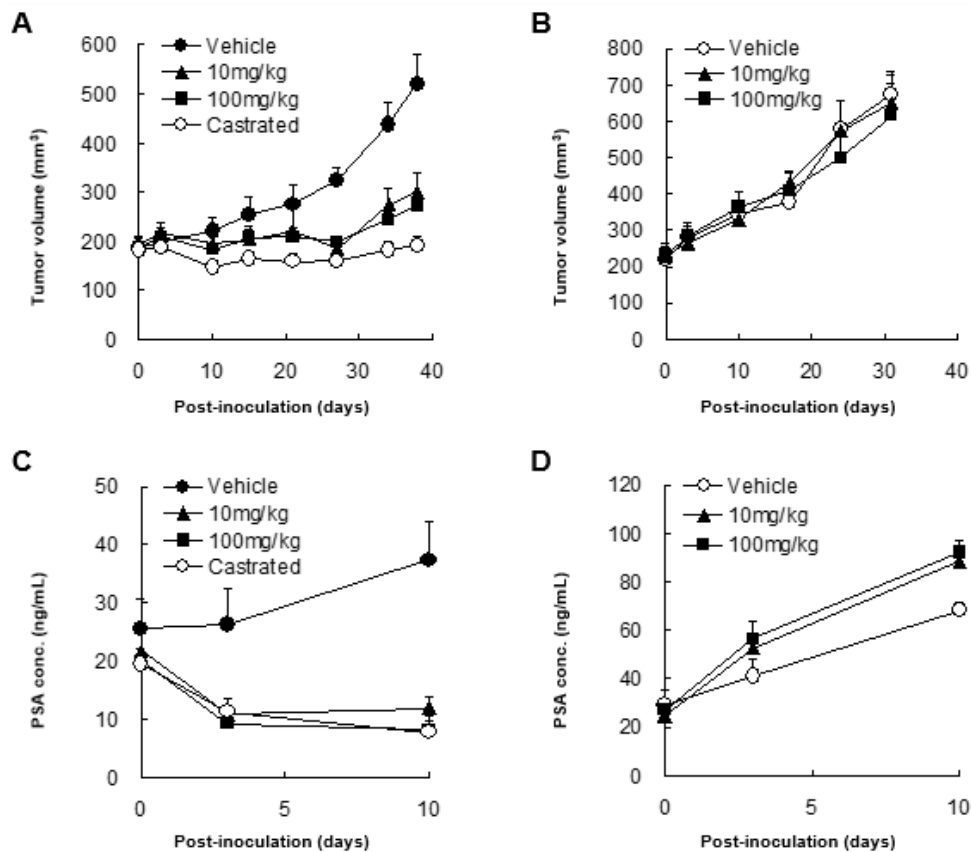 A
600
500
400
300
200
100
0
Tumor volume (mm³)
Vehicle
10mg/kg
100mg/kg
Castrated
0 10 20 30 40
Post-inoculation (days)
B
800
700
600
500
400
300
200
100
0
Tumor volume (mm³)
Vehicle
10mg/kg
100mg/kg
0 10 20 30 40
Post-inoculation (days)
C
50
40
30
20
10
0
PSA conc. (ng/mL)
Vehicle
10mg/kg
100mg/kg
Castrated
0 5 10
Post-inoculation (days)
D
120
100
80
60
40
20
0
PSA conc. (ng/mL)
Vehicle
10mg/kg
100mg/kg
0 5 10
Post-inoculation (days)